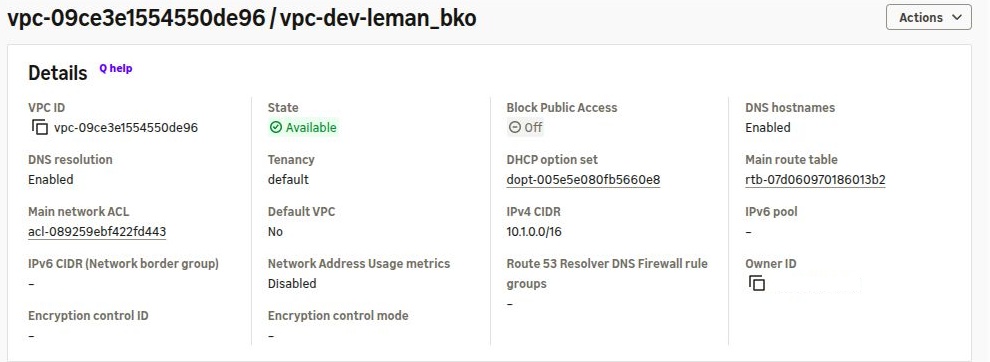 vpc-09ce3e1554550de96 / vpc-dev-leman_bko
Actions
Details
Q help
VPC ID
vpc-09ce3e1554550de96
State
Available
Block Public Access
Off
DNS hostnames
Enabled
DNS resolution
Enabled
Tenancy
default
DHCP option set
dopt-005e5e080fb5660e8
Main route table
rtb-07d060970186013b2
Main network ACL
acl-089259ebf422fd443
Default VPC
No
IPv4 CIDR
10.1.0.0/16
IPv6 pool
–
IPv6 CIDR (Network border group)
–
Network Address Usage metrics
Disabled
Route 53 Resolver DNS Firewall rule
groups
–
Owner ID
Encryption control ID
–
Encryption control mode
–